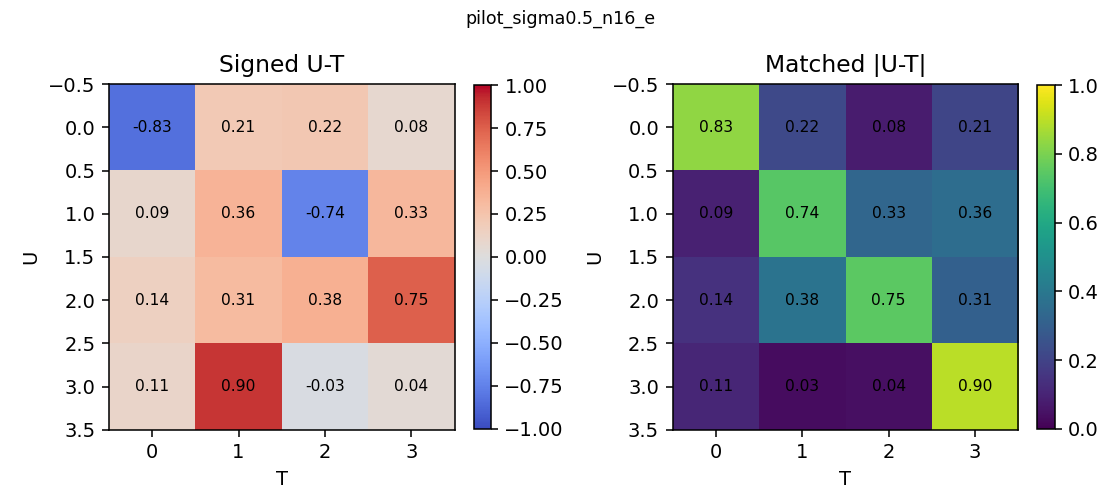 pilot_sigma0.5_n16_e
Signed U-T
−0.5
0.0
0.5
1.0
1.5
2.0
2.5
3.0
3.5
U
-0.83 0.21 0.22 0.08
0.09 0.36 -0.74 0.33
0.14 0.31 0.38 0.75
0.11 0.90 -0.03 0.04
0 1 2 3
T
1.00
0.75
0.50
0.25
0.00
−0.25
−0.50
−0.75
−1.00
Matched |U-T|
−0.5
0.0
0.5
1.0
1.5
2.0
2.5
3.0
3.5
U
0.83 0.22 0.08 0.21
0.09 0.74 0.33 0.36
0.14 0.38 0.75 0.31
0.11 0.03 0.04 0.90
0 1 2 3
T
1.0
0.8
0.6
0.4
0.2
0.0